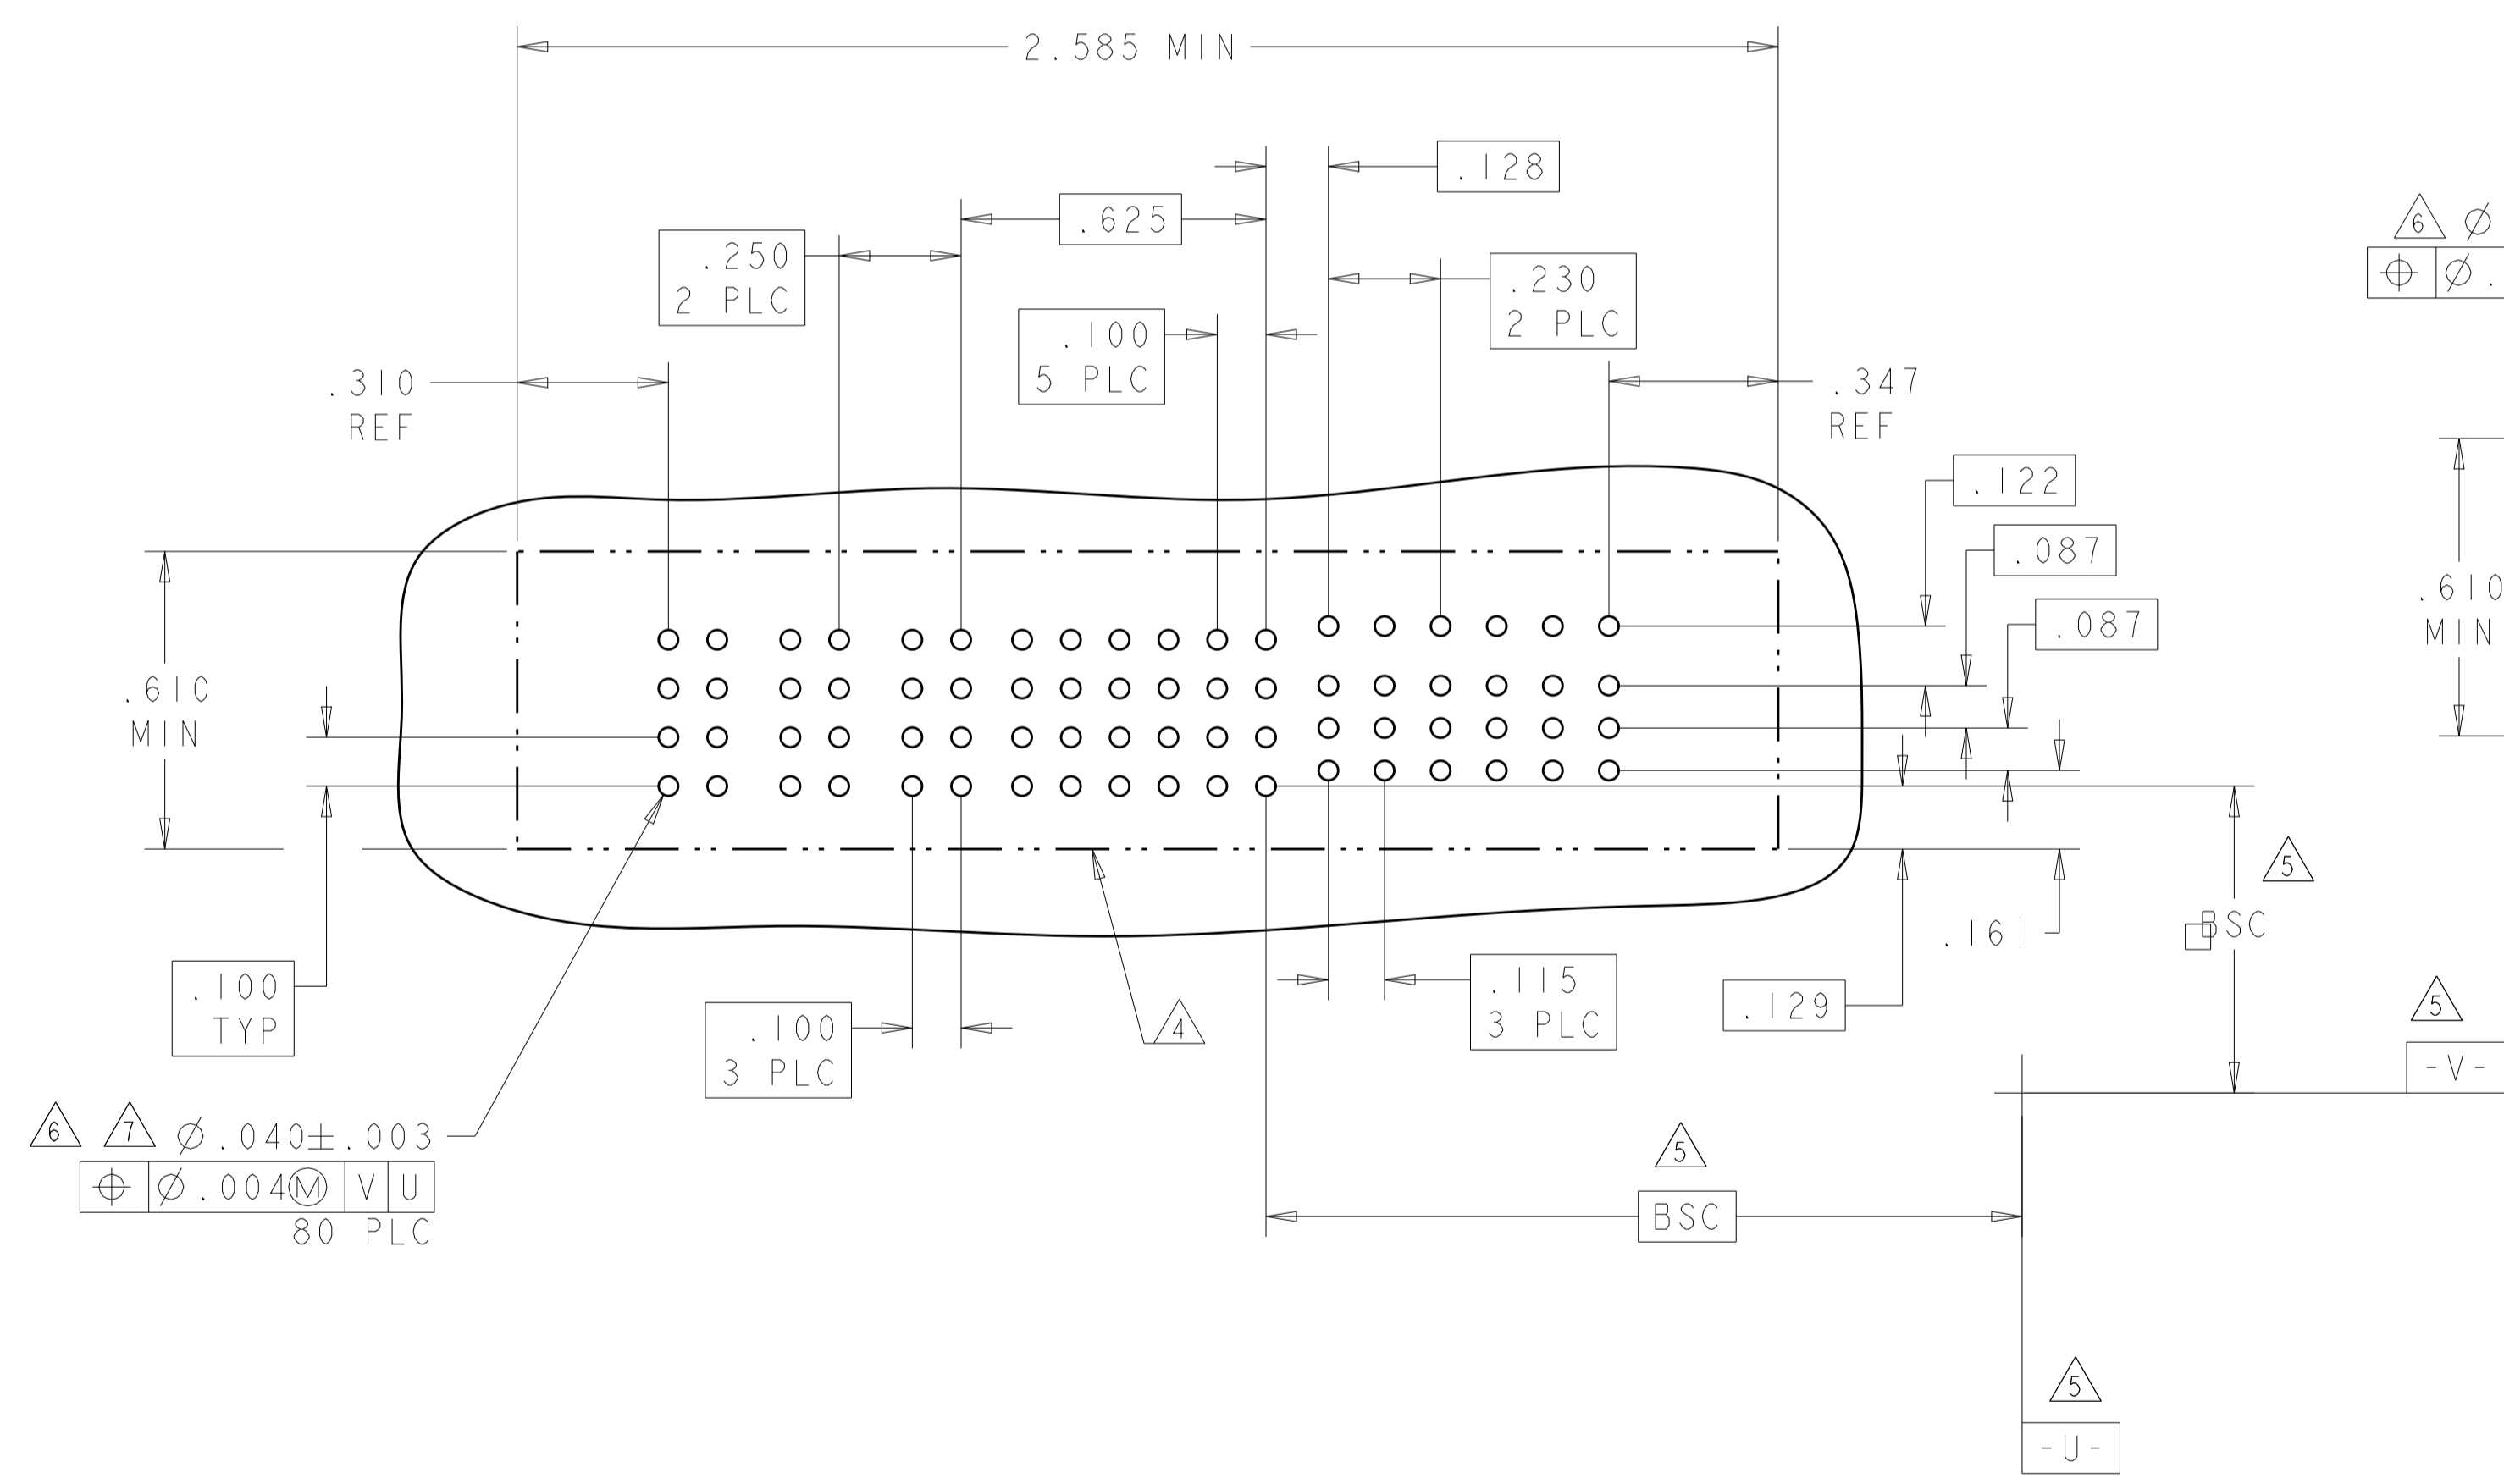 2.585 MIN
.128
.625
.250
2 PLC
.230
2 PLC
.100
5 PLC
.310
REF
.347
REF
6 ⌀
⌖ ⌀.
.122
.087
.087
.610
MIN
.610
MIN
5
BSC
.161
.100
TYP
.100
3 PLC
4
.115
3 PLC
.129
5
-V-
6 7 ⌀.040±.003
⌖ ⌀.004Ⓜ V U
80 PLC
5
BSC
5
-U-